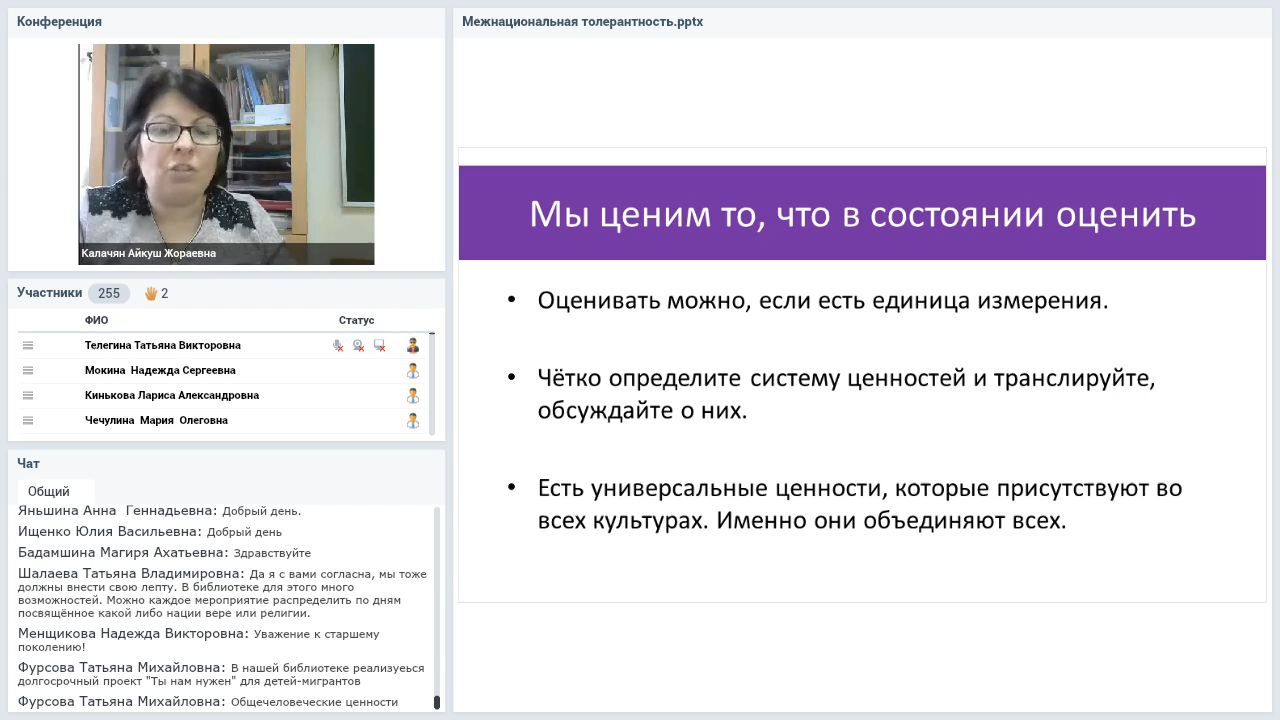 Конференция
Калачян Айкуш Жораевна
Участники 255 2
ФИО Статус
Телегина Татьяна Викторовна
Мокина Надежда Сергеевна
Кинькова Лариса Александровна
Чечулина Мария Олеговна
Чат
Общий
Яньшина Анна Геннадьевна: Добрый день.
Ищенко Юлия Васильевна: Добрый день
Бадамшина Магиря Ахатьевна: Здравствуйте
Шалаева Татьяна Владимировна: Да я с вами согласна, мы тоже
должны внести свою лепту. В библиотеке для этого много
возможностей. Можно каждое мероприятие распределить по дням
посвящённое какой либо нации вере или религии.
Менщикова Надежда Викторовна: Уважение к старшему
поколению!
Фурсова Татьяна Михайловна: В нашей библиотеке реализуеься
долгосрочный проект "Ты нам нужен" для детей-мигрантов
Фурсова Татьяна Михайловна: Общечеловеческие ценности
Межнациональная толерантность.pptx
Мы ценим то, что в состоянии оценить
• Оценивать можно, если есть единица измерения.
• Чётко определите систему ценностей и транслируйте,
обсуждайте о них.
• Есть универсальные ценности, которые присутствуют во
всех культурах. Именно они объединяют всех.